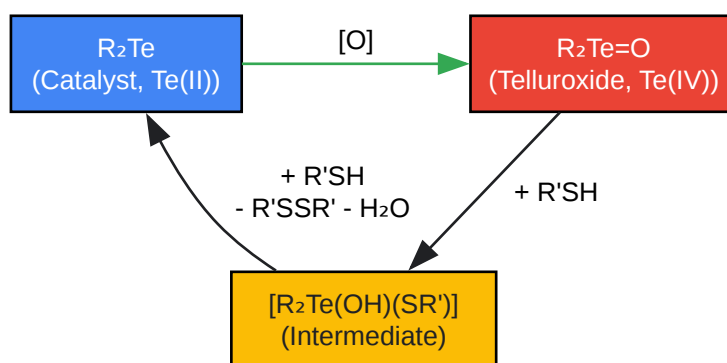 R₂Te
(Catalyst, Te(II))
[O]
R₂Te=O
(Telluroxide, Te(IV))
+ R'SH
- R'SSR' - H₂O
+ R'SH
[R₂Te(OH)(SR')]
(Intermediate)